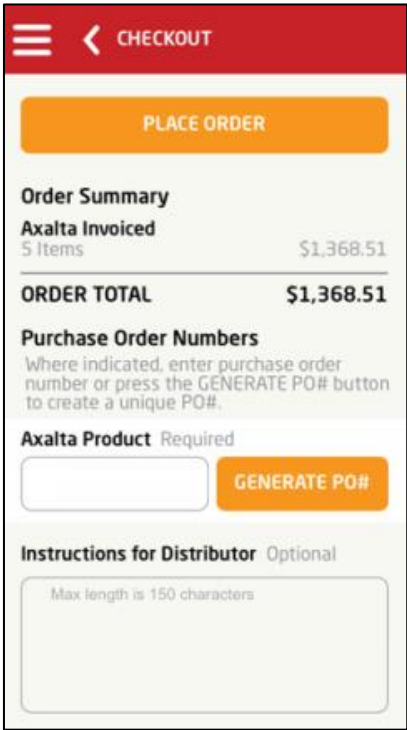 CHECKOUT
PLACE ORDER
Order Summary
Axalta Invoiced
5 Items $1,368.51
ORDER TOTAL $1,368.51
Purchase Order Numbers
Where indicated, enter purchase order
number or press the GENERATE PO# button
to create a unique PO#.
Axalta Product Required
GENERATE PO#
Instructions for Distributor Optional
Max length is 150 characters